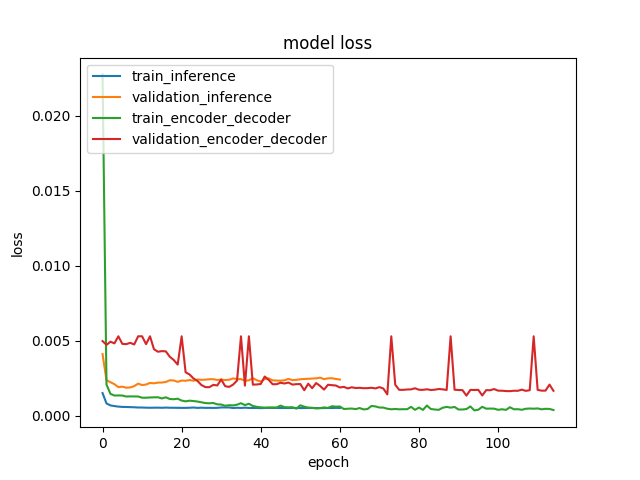 model loss
train_inference
validation_inference
train_encoder_decoder
validation_encoder_decoder
0.020
0.015
0.010
0.005
0.000
loss
0 20 40 60 80 100
epoch